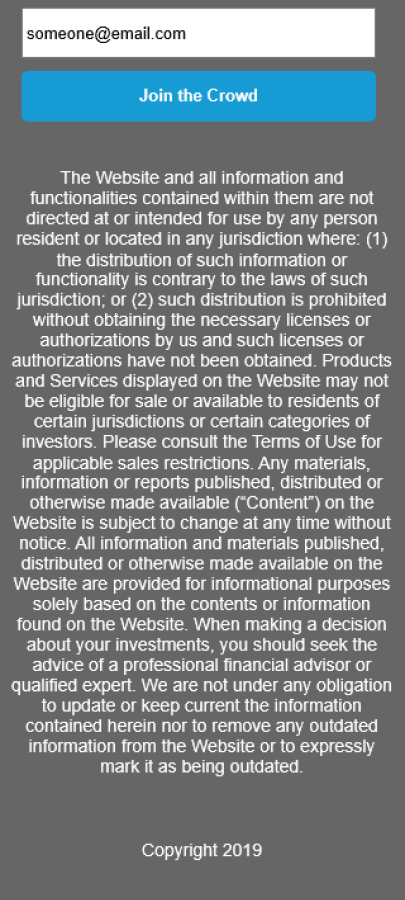 someone@email.com
Join the Crowd
The Website and all information and
functionalities contained within them are not
directed at or intended for use by any person
resident or located in any jurisdiction where: (1)
the distribution of such information or
functionality is contrary to the laws of such
jurisdiction; or (2) such distribution is prohibited
without obtaining the necessary licenses or
authorizations by us and such licenses or
authorizations have not been obtained. Products
and Services displayed on the Website may not
be eligible for sale or available to residents of
certain jurisdictions or certain categories of
investors. Please consult the Terms of Use for
applicable sales restrictions. Any materials,
information or reports published, distributed or
otherwise made available (“Content”) on the
Website is subject to change at any time without
notice. All information and materials published,
distributed or otherwise made available on the
Website are provided for informational purposes
solely based on the contents or information
found on the Website. When making a decision
about your investments, you should seek the
advice of a professional financial advisor or
qualified expert. We are not under any obligation
to update or keep current the information
contained herein nor to remove any outdated
information from the Website or to expressly
mark it as being outdated.
Copyright 2019